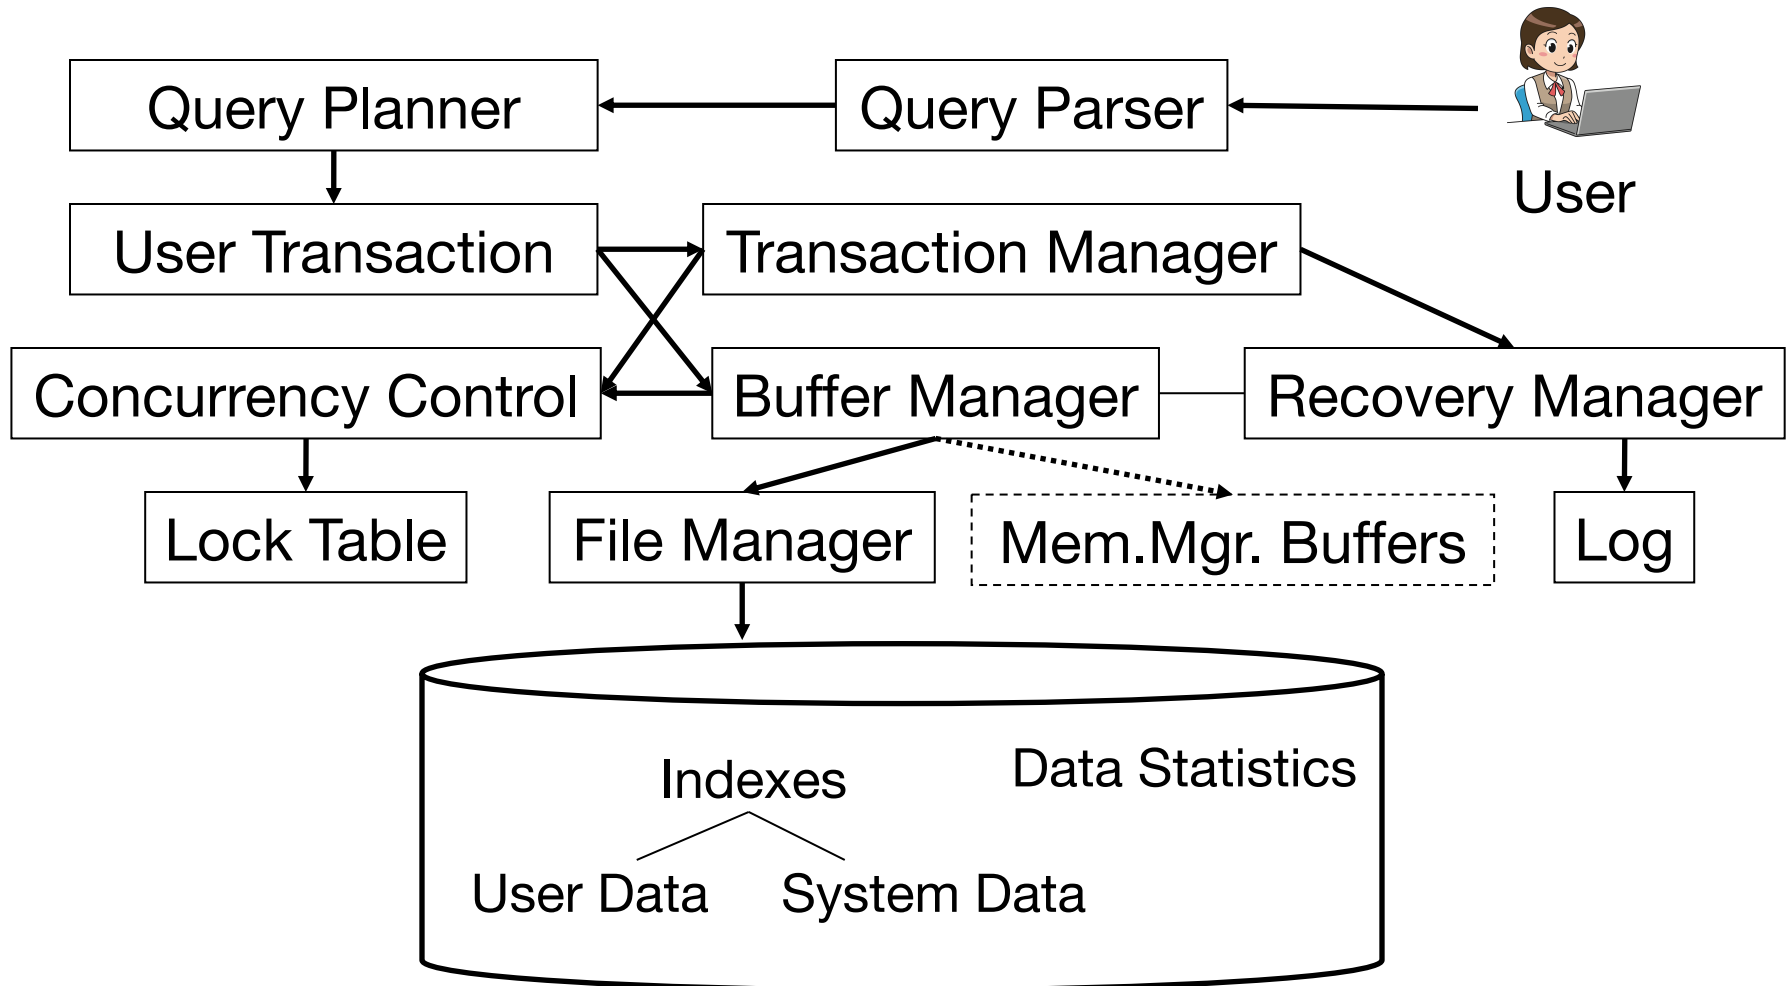 Query Planner
Query Parser
User
User Transaction
Transaction Manager
Concurrency Control
Buffer Manager
Recovery Manager
Lock Table
File Manager
Mem.Mgr. Buffers
Log
Indexes
Data Statistics
User Data
System Data